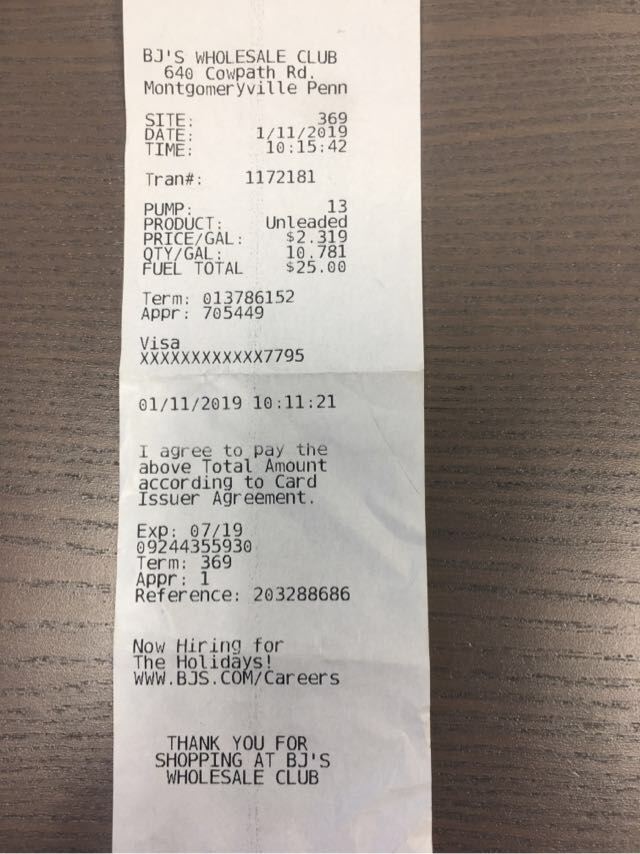 BJ'S WHOLESALE CLUB
640 Cowpath Rd.
Montgomeryville Penn
SITE: 369
DATE: 1/11/2019
TIME: 10:15:42
Tran#: 1172181
PUMP: 13
PRODUCT: Unleaded
PRICE/GAL: $2.319
QTY/GAL: 10.781
FUEL TOTAL $25.00
Term: 013786152
Appr: 705449
Visa
XXXXXXXXXXXX7795
01/11/2019 10:11:21
I agree to pay the
above Total Amount
according to Card
Issuer Agreement.
Exp: 07/19
09244355930
Term: 369
Appr: 1
Reference: 203288686
Now Hiring for
The Holidays!
WWW.BJS.COM/Careers
THANK YOU FOR
SHOPPING AT BJ'S
WHOLESALE CLUB